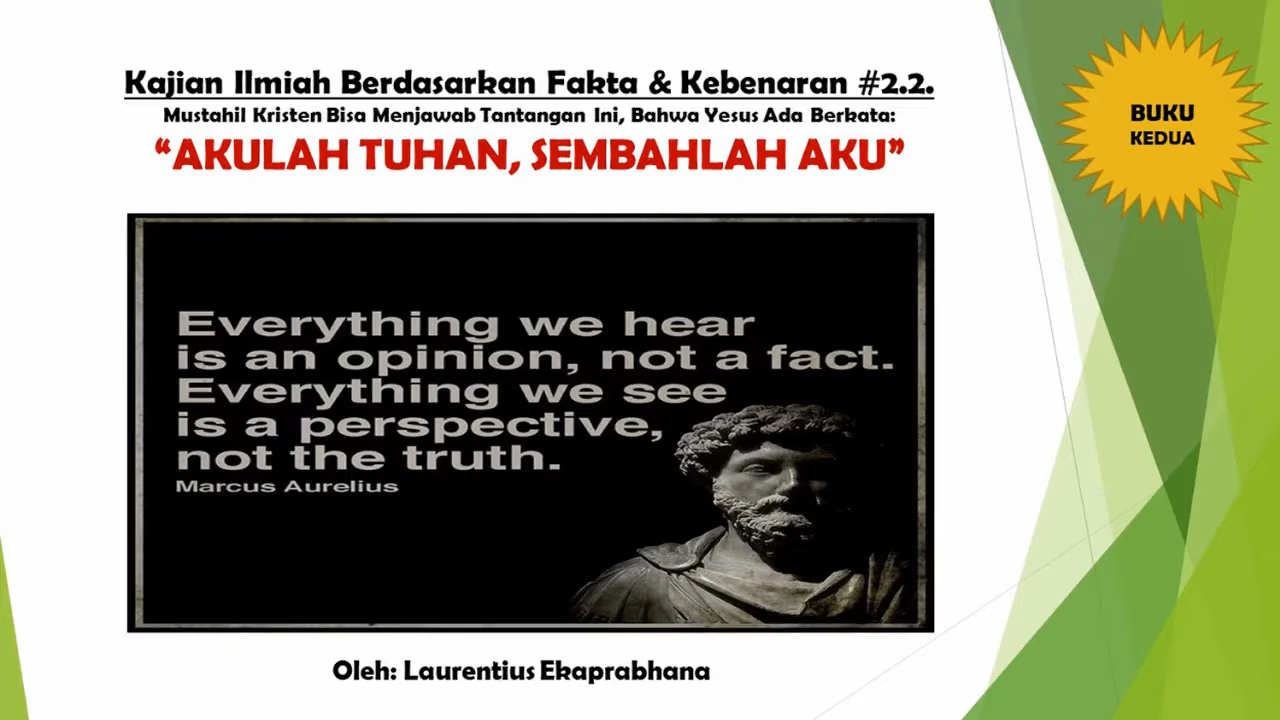 Kajian Ilmiah Berdasarkan Fakta & Kebenaran #2.2.
Mustahil Kristen Bisa Menjawab Tantangan Ini, Bahwa Yesus Ada Berkata:
“AKULAH TUHAN, SEMBAHLAH AKU”
BUKU
KEDUA
Everything we hear
is an opinion, not a fact.
Everything we see
is a perspective,
not the truth.
Marcus Aurelius
Oleh: Laurentius Ekaprabhana